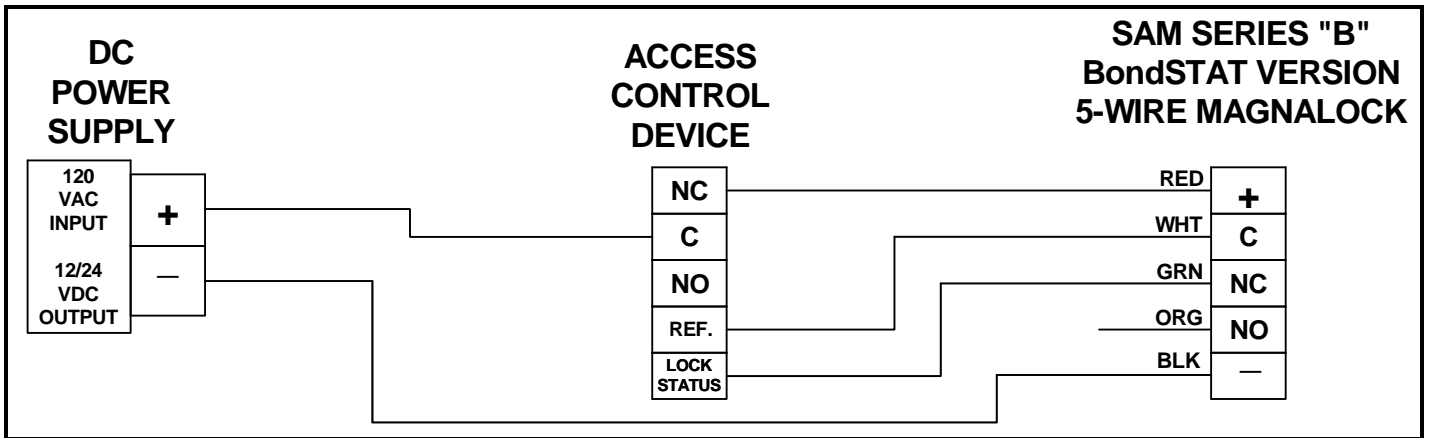 DC
POWER
SUPPLY
120
VAC
INPUT
+
12/24
VDC
OUTPUT
—
ACCESS
CONTROL
DEVICE
NC
C
NO
REF.
LOCK
STATUS
SAM SERIES "B"
BondSTAT VERSION
5-WIRE MAGNALOCK
RED +
WHT C
GRN NC
ORG NO
BLK —